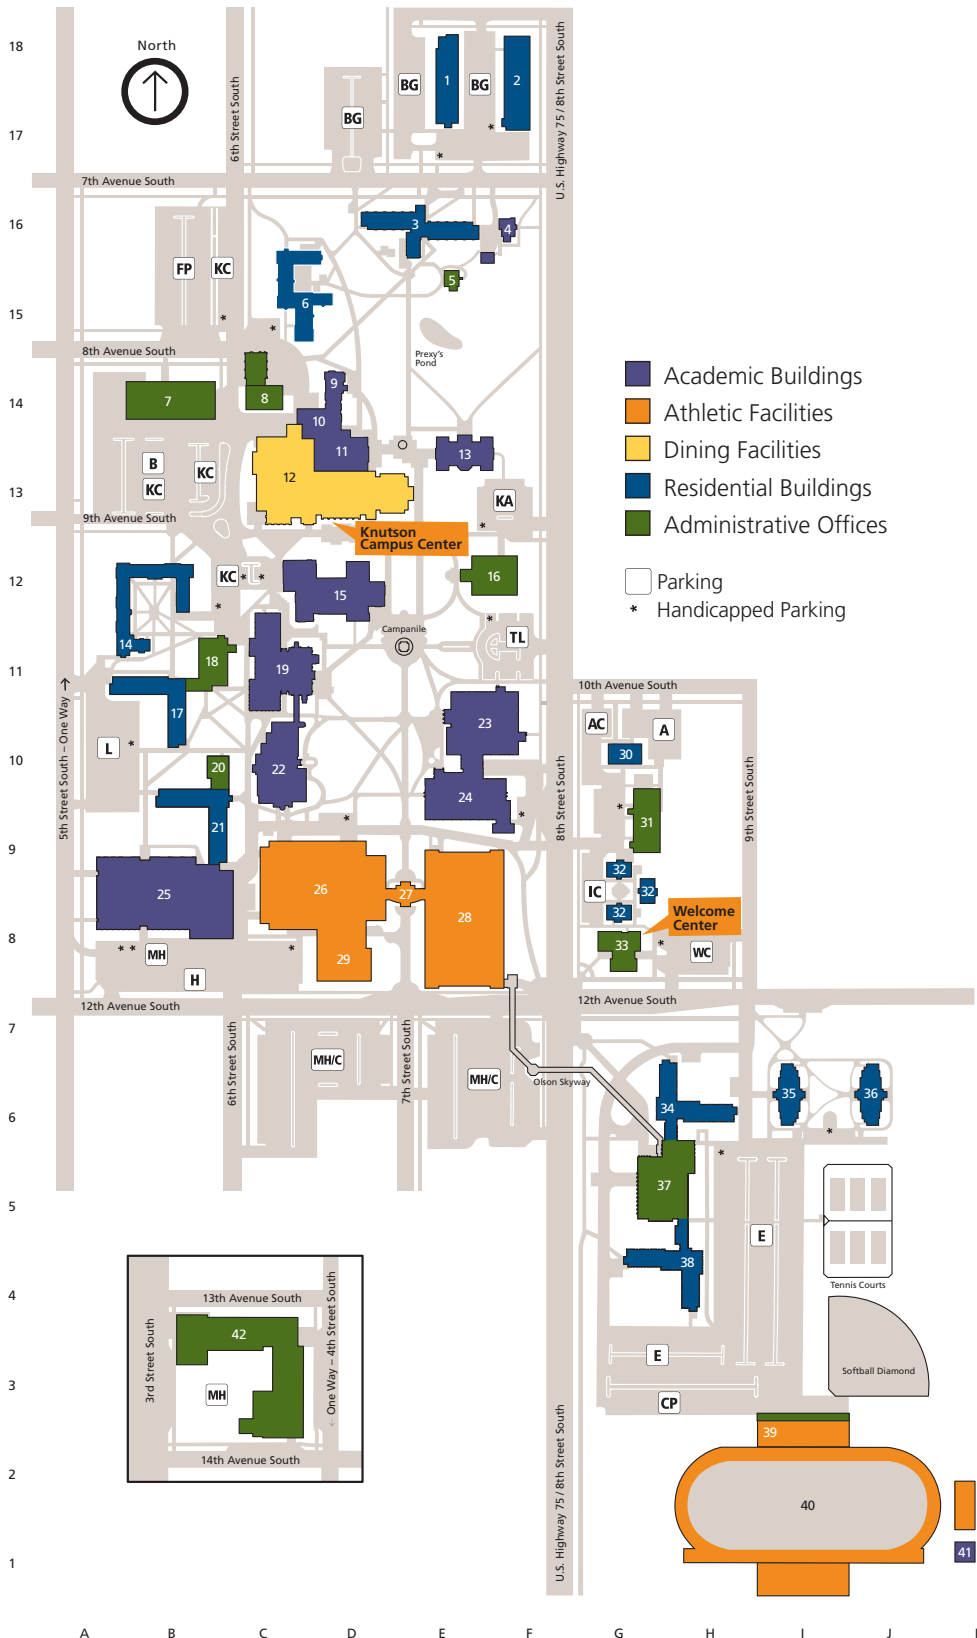 18
17
16
15
14
13
12
11
10
9
8
7
6
5
4
3
2
1
A
B
C
D
E
F
G
H
I
J
North
6th Street South
U.S. Highway 75 / 8th Street South
BG
1
BG
2
BG
7th Avenue South
3
4
FP
KC
5
6
Prexy's
Pond
8th Avenue South
7
8
9
10
11
12
13
B
KC
KC
KA
9th Avenue South
Knutson
Campus Center
Academic Buildings
Athletic Facilities
Dining Facilities
Residential Buildings
Administrative Offices
Parking
* Handicapped Parking
KC
**
15
16
14
Campanile
TL
18
19
10th Avenue South
5th Street South – One Way →
17
L
23
AC
A
30
20
22
24
8th Street South
9th Street South
21
31
25
26
27
28
32
32
32
IC
Welcome
Center
33
WC
29
MH
H
12th Avenue South
12th Avenue South
6th Street South
7th Street South
MH/C
MH/C
Olson Skyway
34
35
36
37
38
E
E
CP
Tennis Courts
Softball Diamond
39
40
41
U.S. Highway 75 / 8th Street South
13th Avenue South
3rd Street South
42
MH
← One Way – 4th Street South
14th Avenue South